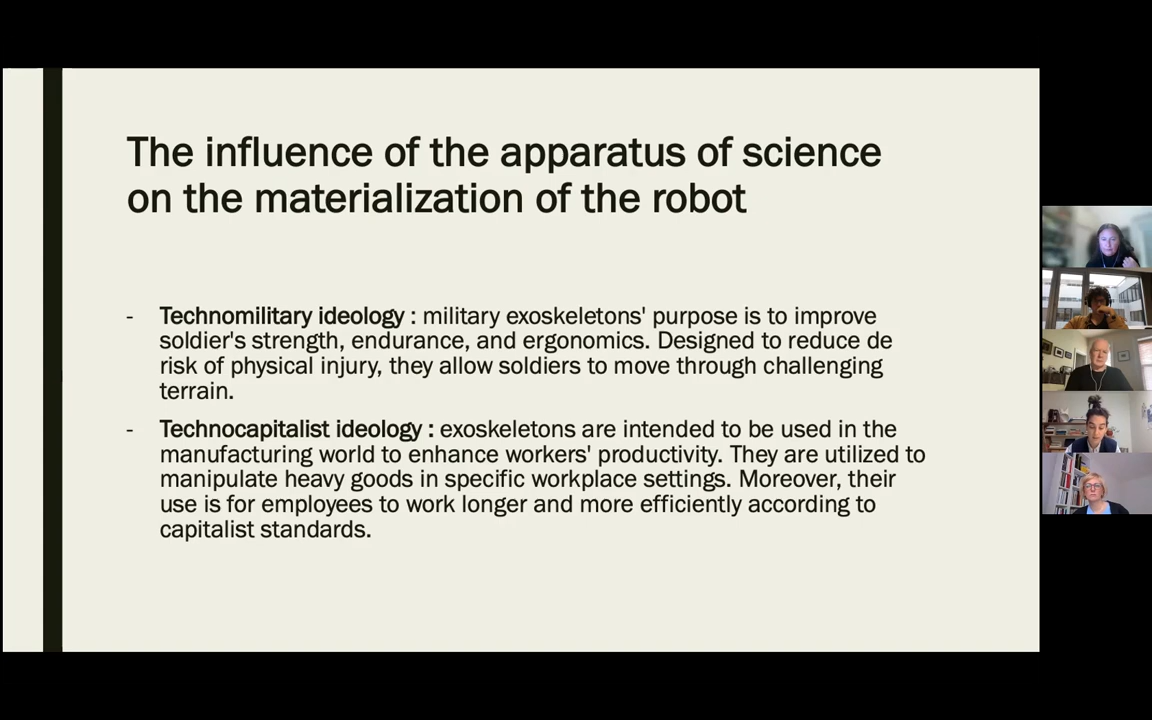 The influence of the apparatus of science
on the materialization of the robot
- Technomilitary ideology : military exoskeletons' purpose is to improve
soldier's strength, endurance, and ergonomics. Designed to reduce de
risk of physical injury, they allow soldiers to move through challenging
terrain.
- Technocapitalist ideology : exoskeletons are intended to be used in the
manufacturing world to enhance workers' productivity. They are utilized to
manipulate heavy goods in specific workplace settings. Moreover, their
use is for employees to work longer and more efficiently according to
capitalist standards.